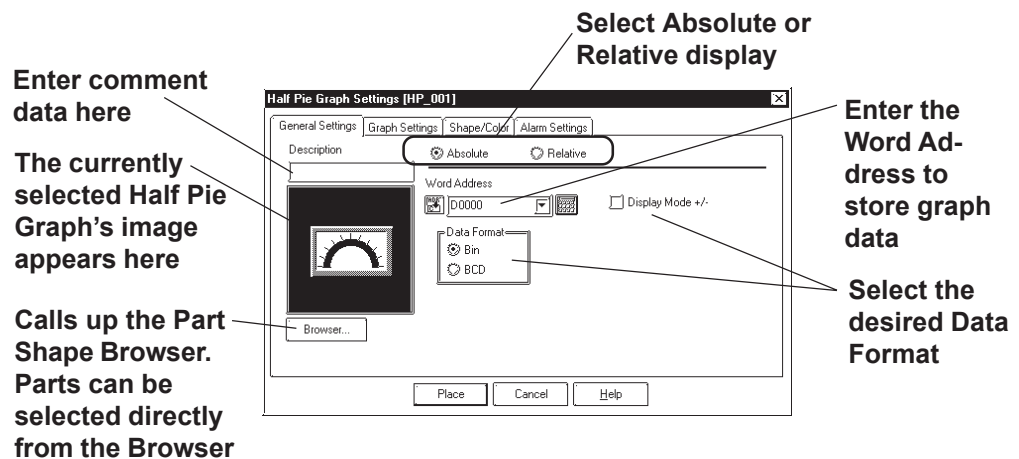 Select Absolute or
Relative display
Enter comment
data here
The currently
selected Half Pie
Graph's image
appears here
Calls up the Part
Shape Browser.
Parts can be
selected directly
from the Browser
Half Pie Graph Settings [HP_001]
General Settings
Graph Settings
Shape/Color
Alarm Settings
Description
Absolute
Relative
Word Address
D0000
Display Mode +/-
Data Format
Bin
BCD
Browser...
Place
Cancel
Help
Enter the
Word Ad-
dress to
store graph
data
Select the
desired Data
Format